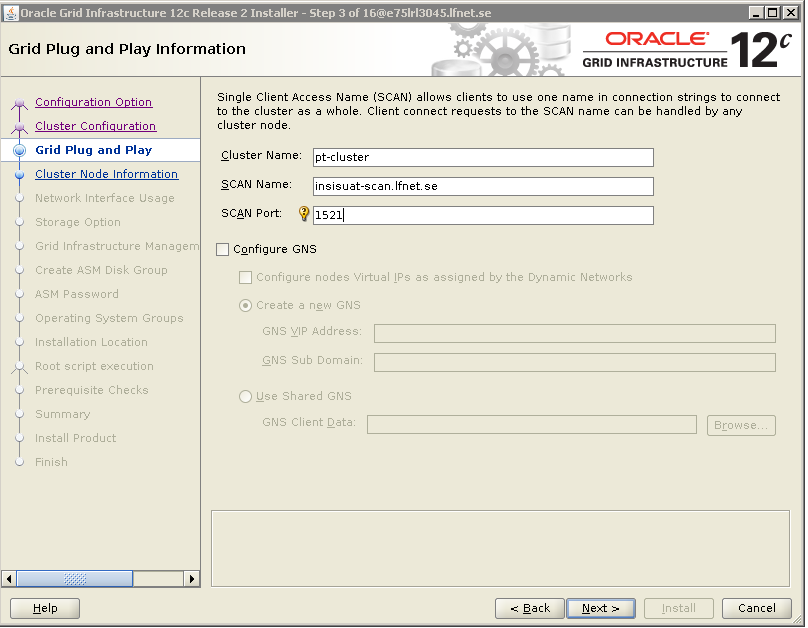 Oracle Grid Infrastructure 12c Release 2 Installer - Step 3 of 16@e75lrl3045.lfnet.se
Grid Plug and Play Information
ORACLE®
GRID INFRASTRUCTURE
12c
Configuration Option
Cluster Configuration
Grid Plug and Play
Cluster Node Information
Network Interface Usage
Storage Option
Grid Infrastructure Managem
Create ASM Disk Group
ASM Password
Operating System Groups
Installation Location
Root script execution
Prerequisite Checks
Summary
Install Product
Finish
Single Client Access Name (SCAN) allows clients to use one name in connection strings to connect
to the cluster as a whole. Client connect requests to the SCAN name can be handled by any
cluster node.
Cluster Name: pt-cluster
SCAN Name: insisuat-scan.lfnet.se
SCAN Port: 1521
Configure GNS
Configure nodes Virtual IPs as assigned by the Dynamic Networks
Create a new GNS
GNS VIP Address:
GNS Sub Domain:
Use Shared GNS
GNS Client Data: Browse...
Help < Back Next > Install Cancel